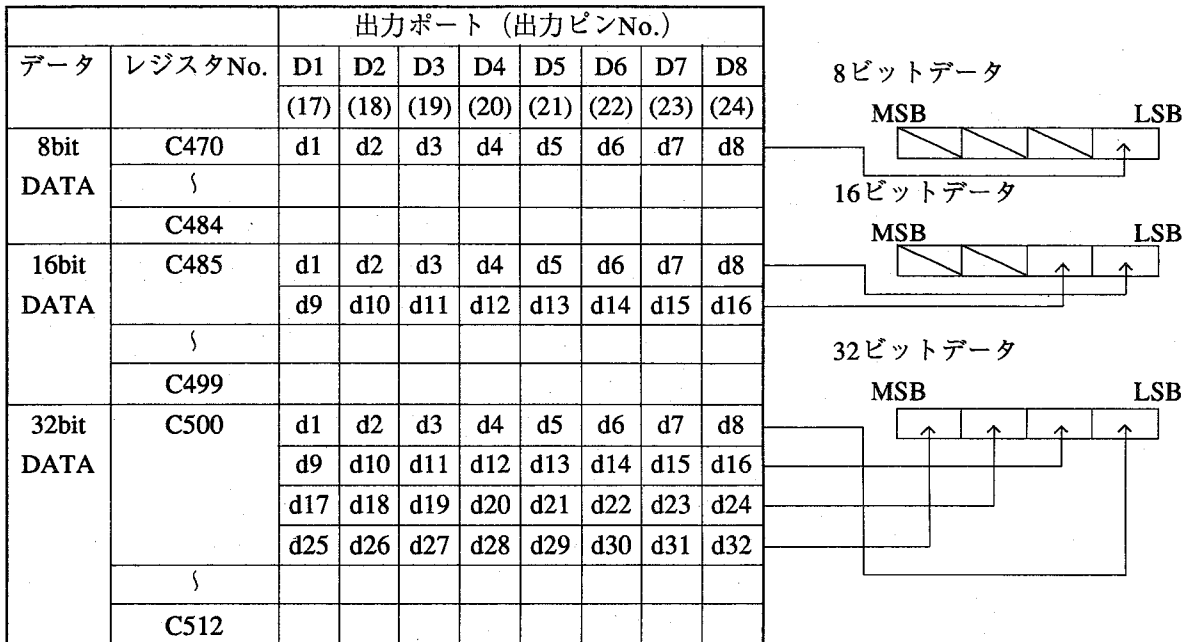 出力ポート（出力ピンNo.）
データ レジスタNo. D1 D2 D3 D4 D5 D6 D7 D8
(17) (18) (19) (20) (21) (22) (23) (24)
8bit C470 d1 d2 d3 d4 d5 d6 d7 d8
DATA 〜
C484
16bit C485 d1 d2 d3 d4 d5 d6 d7 d8
DATA d9 d10 d11 d12 d13 d14 d15 d16
〜
C499
32bit C500 d1 d2 d3 d4 d5 d6 d7 d8
DATA d9 d10 d11 d12 d13 d14 d15 d16
d17 d18 d19 d20 d21 d22 d23 d24
d25 d26 d27 d28 d29 d30 d31 d32
〜
C512
8ビットデータ
MSB LSB
16ビットデータ
MSB LSB
32ビットデータ
MSB LSB